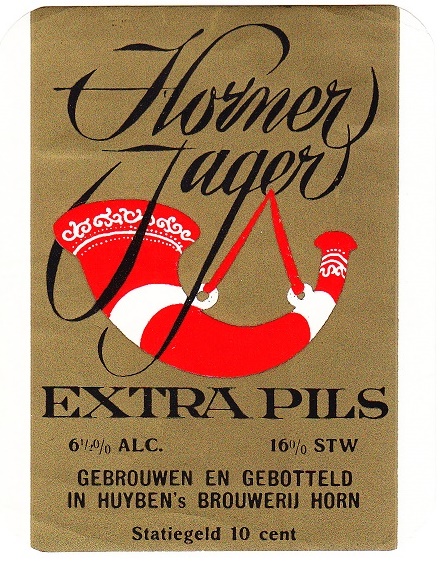 Horner
Jager
EXTRA PILS
6½% ALC. 16% STW
GEBROUWEN EN GEBOTTELD
IN HUYBEN's BROUWERIJ HORN
Statiegeld 10 cent